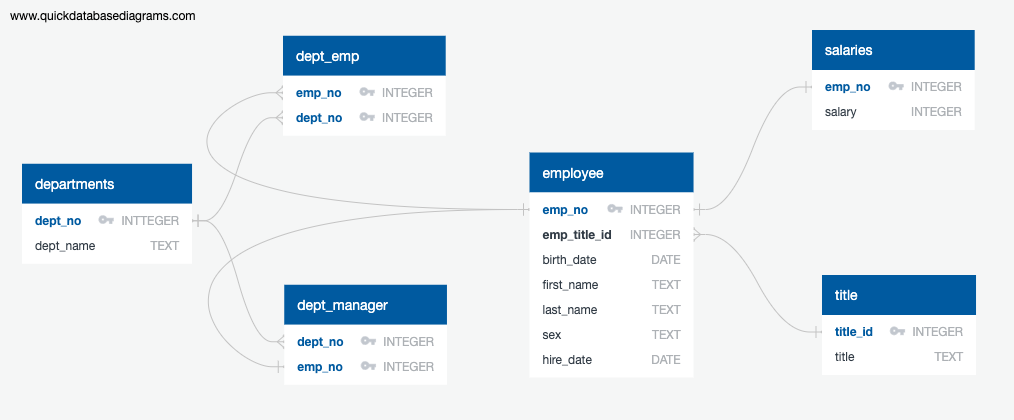 www.quickdatabasediagrams.com
dept_emp
emp_no INTEGER
dept_no INTEGER
departments
dept_no INTTEGER
dept_name TEXT
dept_manager
dept_no INTEGER
emp_no INTEGER
employee
emp_no INTEGER
emp_title_id INTEGER
birth_date DATE
first_name TEXT
last_name TEXT
sex TEXT
hire_date DATE
salaries
emp_no INTEGER
salary INTEGER
title
title_id INTEGER
title TEXT